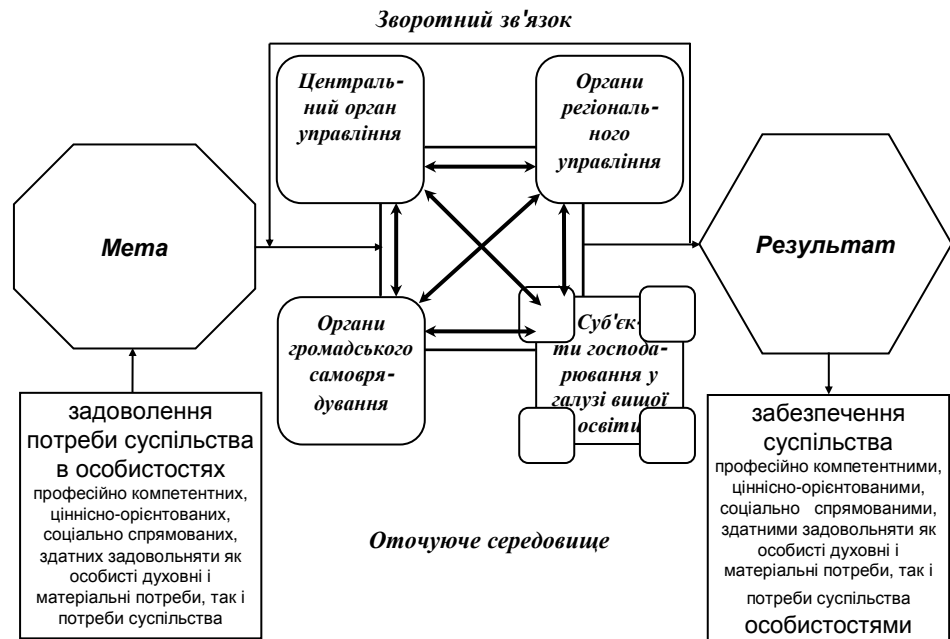 Зворотний зв'язок
Централь-
ний орган
управління
Органи
регіональ-
ного
управління
Мета
Результат
Органи
громадського
самовря-
дування
Суб'єк-
ти господа-
рювання у
галузі вищої
освіти
задоволення
потреби суспільства
в особистостях
професійно компетентних,
ціннісно-орієнтованих,
соціально спрямованих,
здатних задовольняти як
особисті духовні і
матеріальні потреби, так і
потреби суспільства
Оточуюче середовище
забезпечення
суспільства
професійно компетентними,
ціннісно-орієнтованими,
соціально спрямованими,
здатними задовольняти як
особисті духовні і
матеріальні потреби, так і
потреби суспільства
особистостями